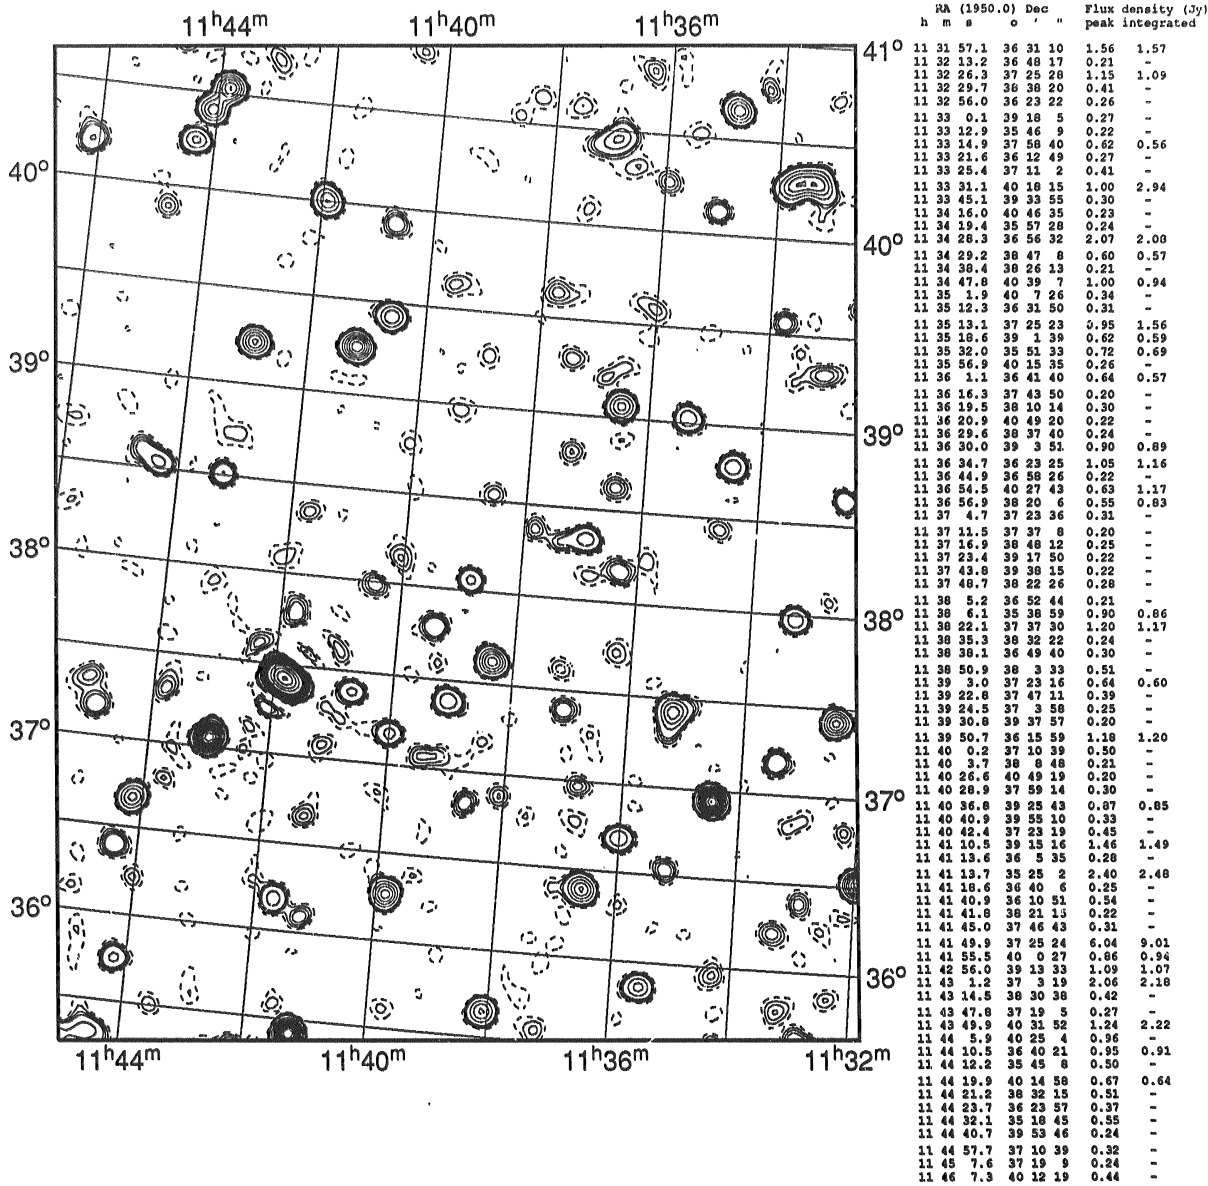 11ʰ44ᵐ 11ʰ40ᵐ 11ʰ36ᵐ
41º
40º
40º
39º
39º
38º
38º
37º
37º
36º
36º
11ʰ44ᵐ 11ʰ40ᵐ 11ʰ36ᵐ 11ʰ32ᵐ
RA (1950.0) Dec Flux density (Jy)
h m s o ' " peak integrated
11 31 57.1 36 31 10 1.56 1.57
11 32 13.2 36 48 17 0.21 -
11 32 26.3 37 25 28 1.15 1.09
11 32 29.7 38 38 20 0.41 -
11 32 56.0 36 23 22 0.26 -
11 33 0.1 39 18 5 0.27 -
11 33 12.9 35 46 9 0.22 -
11 33 14.9 37 58 40 0.62 0.56
11 33 21.6 36 12 49 0.27 -
11 33 25.4 37 11 2 0.41 -
11 33 31.1 40 18 15 1.00 2.94
11 33 45.1 39 33 55 0.30 -
11 34 16.0 40 46 35 0.23 -
11 34 19.4 35 57 28 0.24 -
11 34 28.3 36 56 32 2.07 2.08
11 34 29.2 38 47 8 0.60 0.57
11 34 38.4 38 26 13 0.21 -
11 34 47.8 40 39 7 1.00 0.94
11 35 1.9 40 7 26 0.34 -
11 35 12.3 36 31 50 0.31 -
11 35 13.1 37 25 23 0.95 1.56
11 35 18.6 39 1 39 0.62 0.59
11 35 32.0 35 51 33 0.72 0.69
11 35 56.9 40 15 35 0.26 -
11 36 1.1 36 41 40 0.64 0.57
11 36 16.3 37 43 50 0.20 -
11 36 19.5 38 10 14 0.30 -
11 36 20.9 40 49 20 0.22 -
11 36 29.6 38 37 40 0.24 -
11 36 30.0 39 3 51 0.90 0.89
11 36 34.7 36 23 25 1.05 1.16
11 36 44.9 36 58 26 0.22 -
11 36 54.5 40 27 43 0.63 1.17
11 36 56.9 38 20 6 0.55 0.83
11 37 4.7 37 23 36 0.31 -
11 37 11.5 37 37 8 0.20 -
11 37 16.9 38 48 12 0.25 -
11 37 23.4 39 17 50 0.22 -
11 37 43.8 39 38 15 0.22 -
11 37 48.7 38 22 26 0.28 -
11 38 5.2 36 52 44 0.21 -
11 38 6.1 35 38 59 0.90 0.86
11 38 22.1 37 37 30 1.20 1.17
11 38 35.3 38 32 22 0.24 -
11 38 38.1 36 49 40 0.30 -
11 38 50.9 38 3 33 0.51 -
11 39 3.0 37 23 16 0.64 0.60
11 39 22.8 37 47 11 0.39 -
11 39 24.5 37 3 58 0.25 -
11 39 30.8 39 37 57 0.20 -
11 39 50.7 36 15 59 1.18 1.20
11 40 0.2 37 10 39 0.50 -
11 40 3.7 38 8 48 0.21 -
11 40 26.6 40 49 19 0.20 -
11 40 28.9 37 59 14 0.30 -
11 40 36.8 39 25 43 0.87 0.85
11 40 40.9 39 55 10 0.33 -
11 40 42.4 37 23 19 0.45 -
11 41 10.5 39 15 16 1.46 1.49
11 41 13.6 36 5 35 0.28 -
11 41 13.7 35 25 2 2.40 2.48
11 41 18.6 36 40 6 0.25 -
11 41 40.9 36 10 51 0.54 -
11 41 41.8 38 21 15 0.22 -
11 41 45.0 37 46 43 0.31 -
11 41 49.9 37 25 24 6.04 9.01
11 41 55.5 40 0 27 0.86 0.94
11 42 56.0 39 13 33 1.09 1.07
11 43 1.2 37 3 19 2.06 2.18
11 43 14.5 38 30 38 0.42 -
11 43 47.8 37 19 5 0.27 -
11 43 49.9 40 31 52 1.24 2.22
11 44 5.9 40 25 4 0.96 -
11 44 10.5 36 40 21 0.95 0.91
11 44 12.2 35 45 8 0.50 -
11 44 19.9 40 14 58 0.67 0.64
11 44 21.2 38 32 15 0.51 -
11 44 23.7 36 23 57 0.37 -
11 44 32.1 35 18 45 0.55 -
11 44 40.7 39 53 46 0.24 -
11 44 57.7 37 10 39 0.32 -
11 45 7.6 37 19 9 0.24 -
11 46 7.3 40 12 19 0.44 -